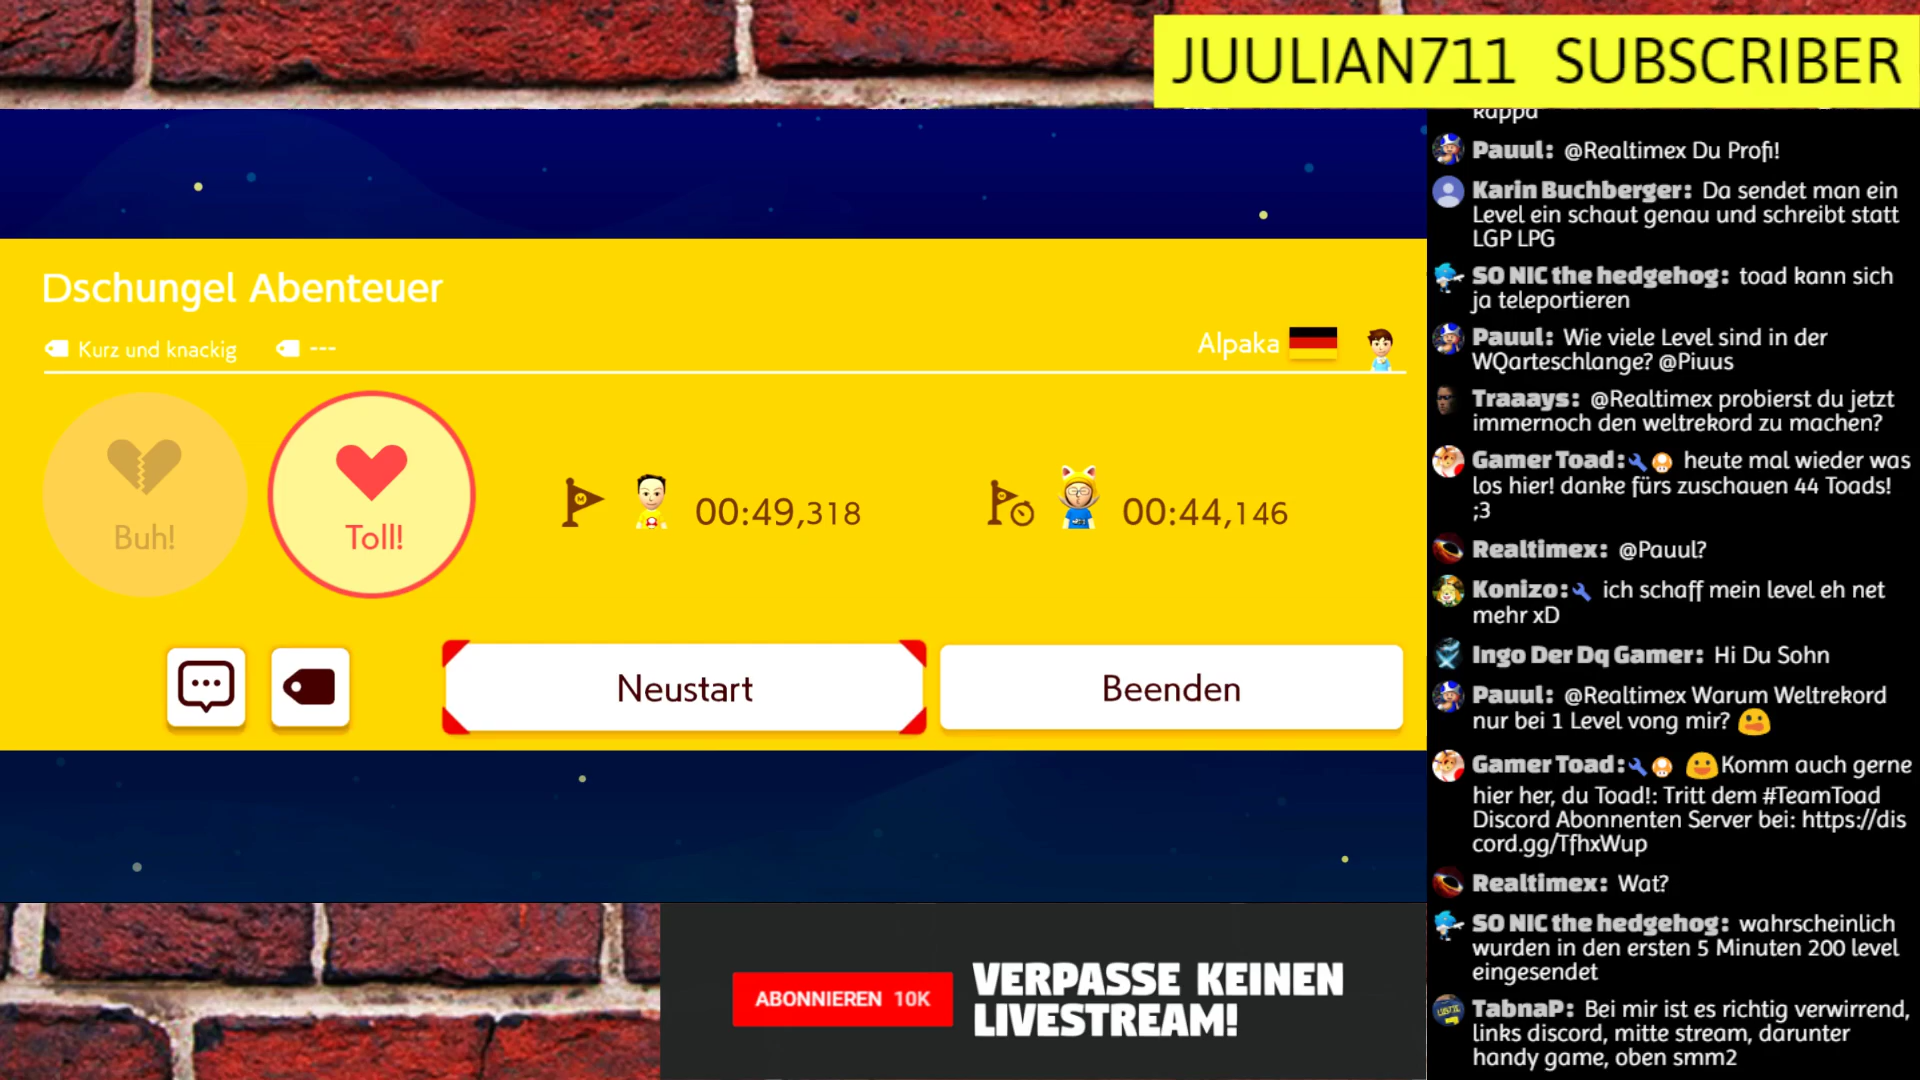 JUULIAN711 SUBSCRIBER
Dschungel Abenteuer
Kurz und knackig ---
Alpaka
Buh!
Toll!
00:49,318
00:44,146
Neustart
Beenden
ABONNIEREN 10K
VERPASSE KEINEN
LIVESTREAM!
kappa
Pauul: @Realtimex Du Profi!
Karin Buchberger: Da sendet man ein
Level ein schaut genau und schreibt statt
LGP LPG
SO NIC the hedgehog: toad kann sich
ja teleportieren
Pauul: Wie viele Level sind in der
WQarteschlange? @Piuus
Traaays: @Realtimex probierst du jetzt
immernoch den weltrekord zu machen?
Gamer Toad: heute mal wieder was
los hier! danke fürs zuschauen 44 Toads!
;3
Realtimex: @Pauul?
Konizo: ich schaff mein level eh net
mehr xD
Ingo Der Dq Gamer: Hi Du Sohn
Pauul: @Realtimex Warum Weltrekord
nur bei 1 Level vong mir?
Gamer Toad: Komm auch gerne
hier her, du Toad!: Tritt dem #TeamToad
Discord Abonnenten Server bei: https://dis
cord.gg/TfhxWup
Realtimex: Wat?
SO NIC the hedgehog: wahrscheinlich
wurden in den ersten 5 Minuten 200 level
eingesendet
TabnaP: Bei mir ist es richtig verwirrend,
links discord, mitte stream, darunter
handy game, oben smm2